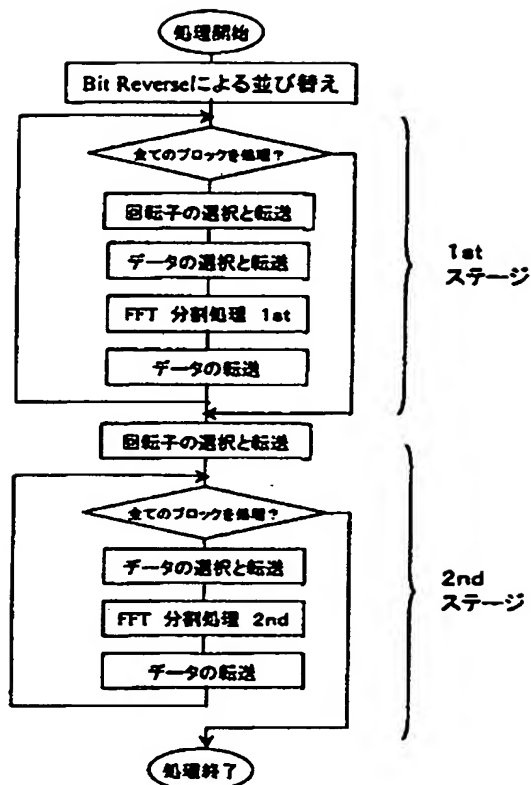 処理開始
Bit Reverseによる並び替え
全てのブロックを処理?
回転子の選択と転送
データの選択と転送
FFT 分割処理 1st
データの転送
1st
ステージ
回転子の選択と転送
全てのブロックを処理?
データの選択と転送
FFT 分割処理 2nd
データの転送
2nd
ステージ
処理終了